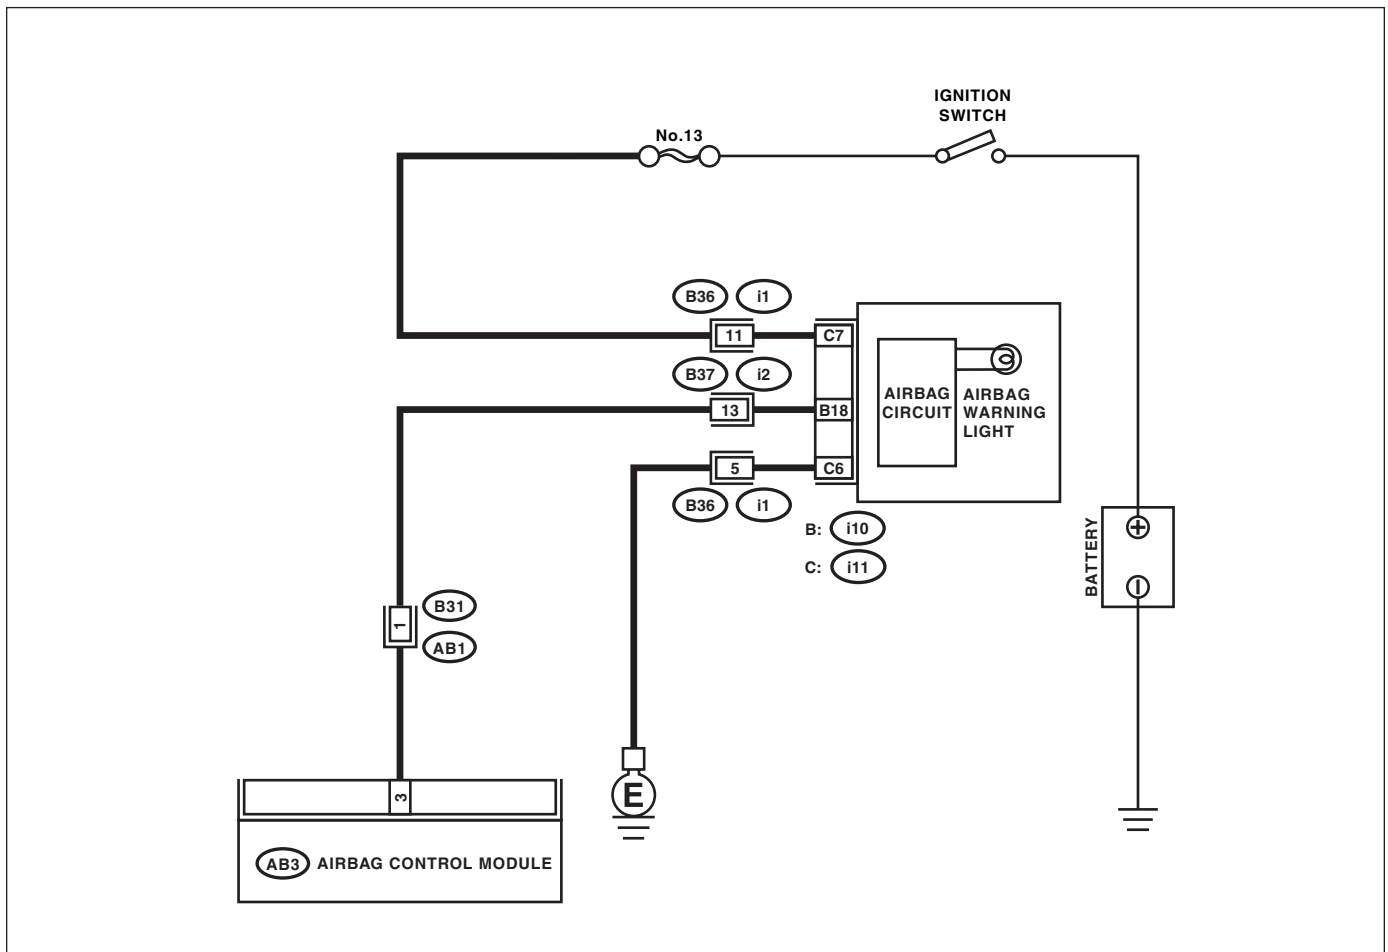 IGNITION
SWITCH
No.13
B36 i1
11 C7
B37 i2
13 B18
AIRBAG
CIRCUIT
AIRBAG
WARNING
LIGHT
5 C6
B36 i1
B: i10
C: i11
BATTERY
B31
1
AB1
3
E
AB3 AIRBAG CONTROL MODULE